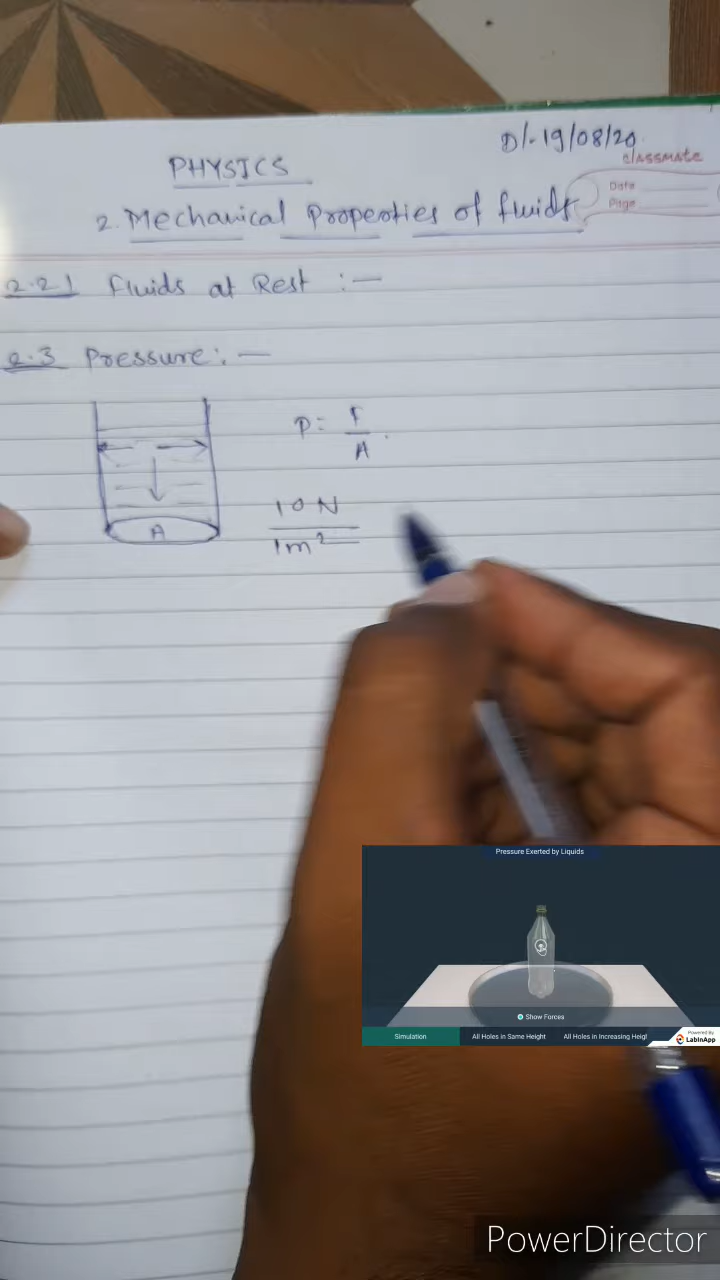 D/-19/08/20
classmate
PHYSICS
Date
Page
2. Mechanical Properties of fluids
2.21 Fluids at Rest :-
2.3 Pressure:-
P = F
A.
10 N
1m²
A
Pressure Exerted by Liquids
Show Forces
Simulation All Holes in Same Height All Holes in Increasing Heig
Powered By
LabInApp
PowerDirector